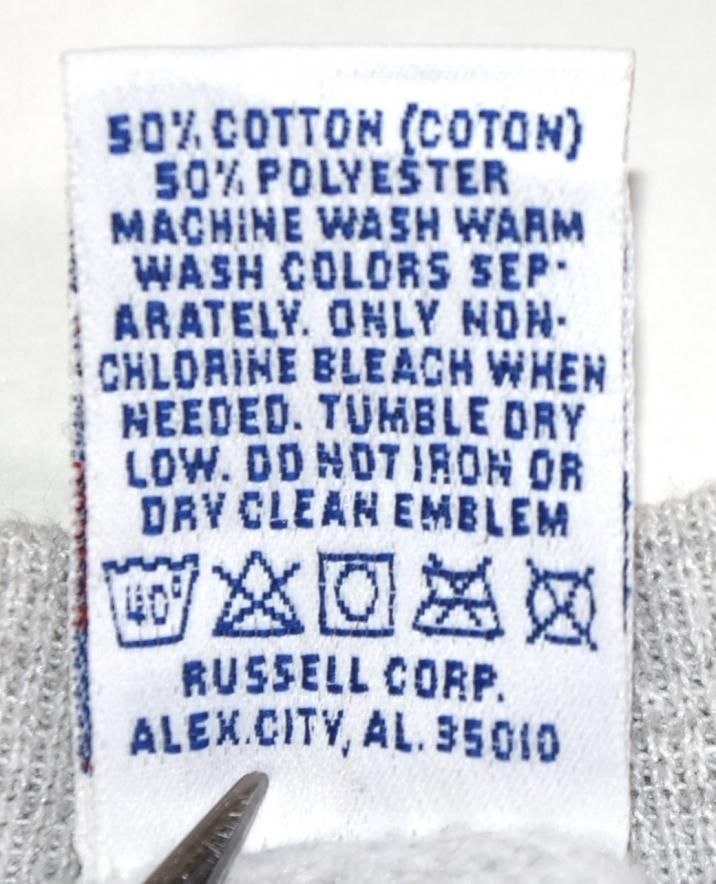 50% COTTON (COTON)
50% POLYESTER
MACHINE WASH WARM
WASH COLORS SEP-
ARATELY. ONLY NON-
CHLORINE BLEACH WHEN
NEEDED. TUMBLE DRY
LOW. DO NOT IRON OR
DRY CLEAN EMBLEM
40°
RUSSELL CORP.
ALEX.CITY, AL. 35010